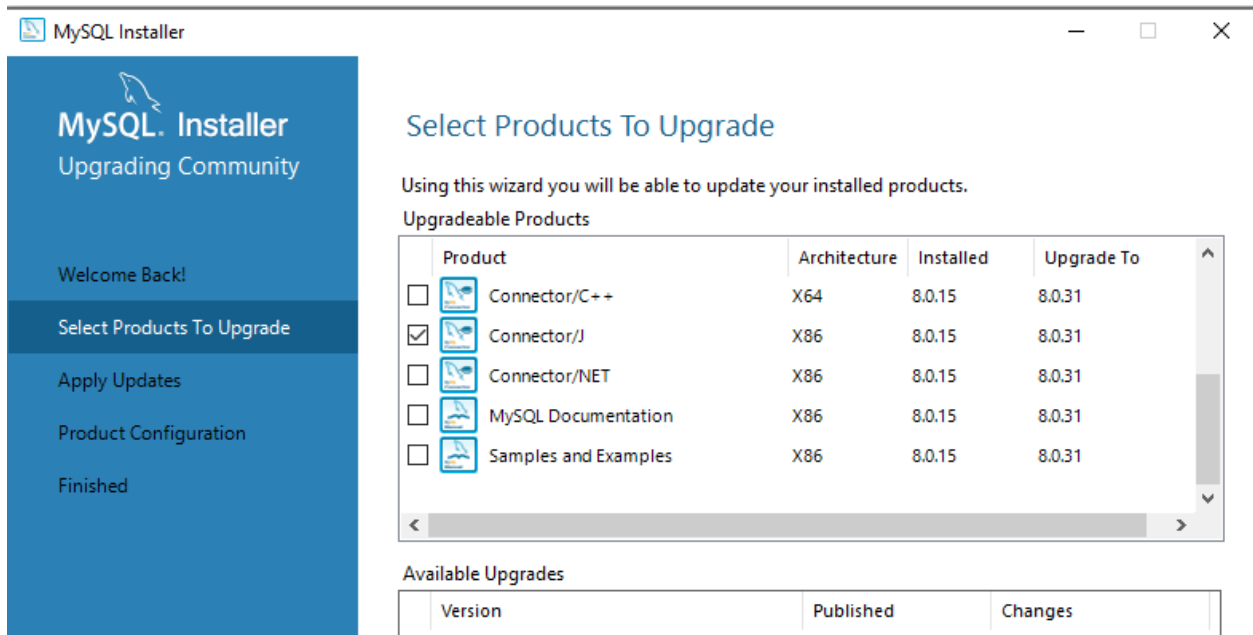 MySQL Installer
MySQL. Installer
Upgrading Community
Welcome Back!
Select Products To Upgrade
Apply Updates
Product Configuration
Finished
Select Products To Upgrade
Using this wizard you will be able to update your installed products.
Upgradeable Products
Product Architecture Installed Upgrade To
Connector/C++ X64 8.0.15 8.0.31
Connector/J X86 8.0.15 8.0.31
Connector/NET X86 8.0.15 8.0.31
MySQL Documentation X86 8.0.15 8.0.31
Samples and Examples X86 8.0.15 8.0.31
Available Upgrades
Version Published Changes